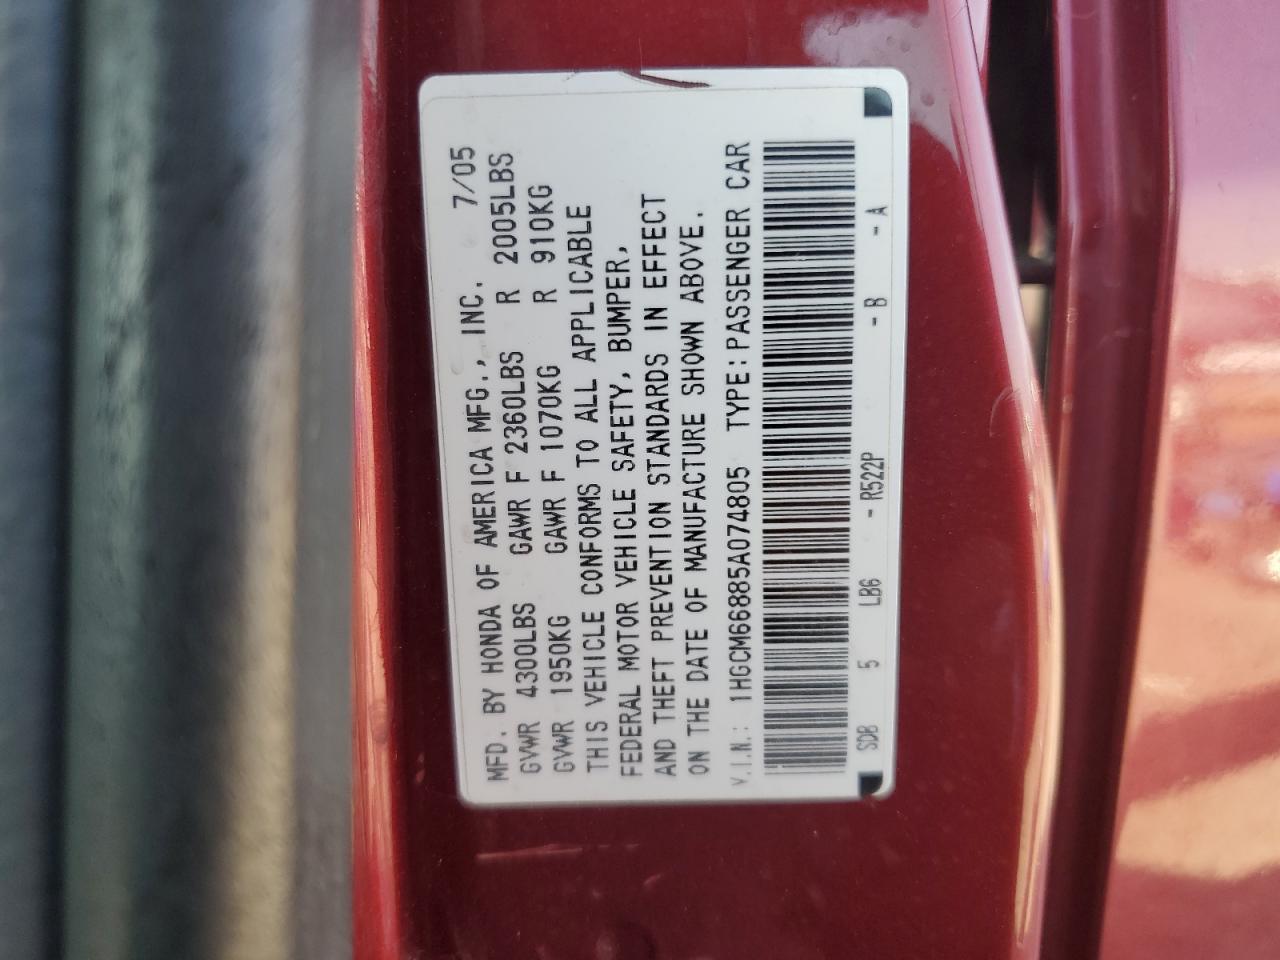 MFD. BY HONDA OF AMERICA MFG., INC. 7/05
GVWR 4300LBS GAWR F 2360LBS R 2005LBS
GVWR 1950KG GAWR F 1070KG R 910KG
THIS VEHICLE CONFORMS TO ALL APPLICABLE
FEDERAL MOTOR VEHICLE SAFETY, BUMPER,
AND THEFT PREVENTION STANDARDS IN EFFECT
ON THE DATE OF MANUFACTURE SHOWN ABOVE.
V.I.N.: 1HGCM66885A074805 TYPE:PASSENGER CAR
SDB 5 LB6 -R522P -B -A